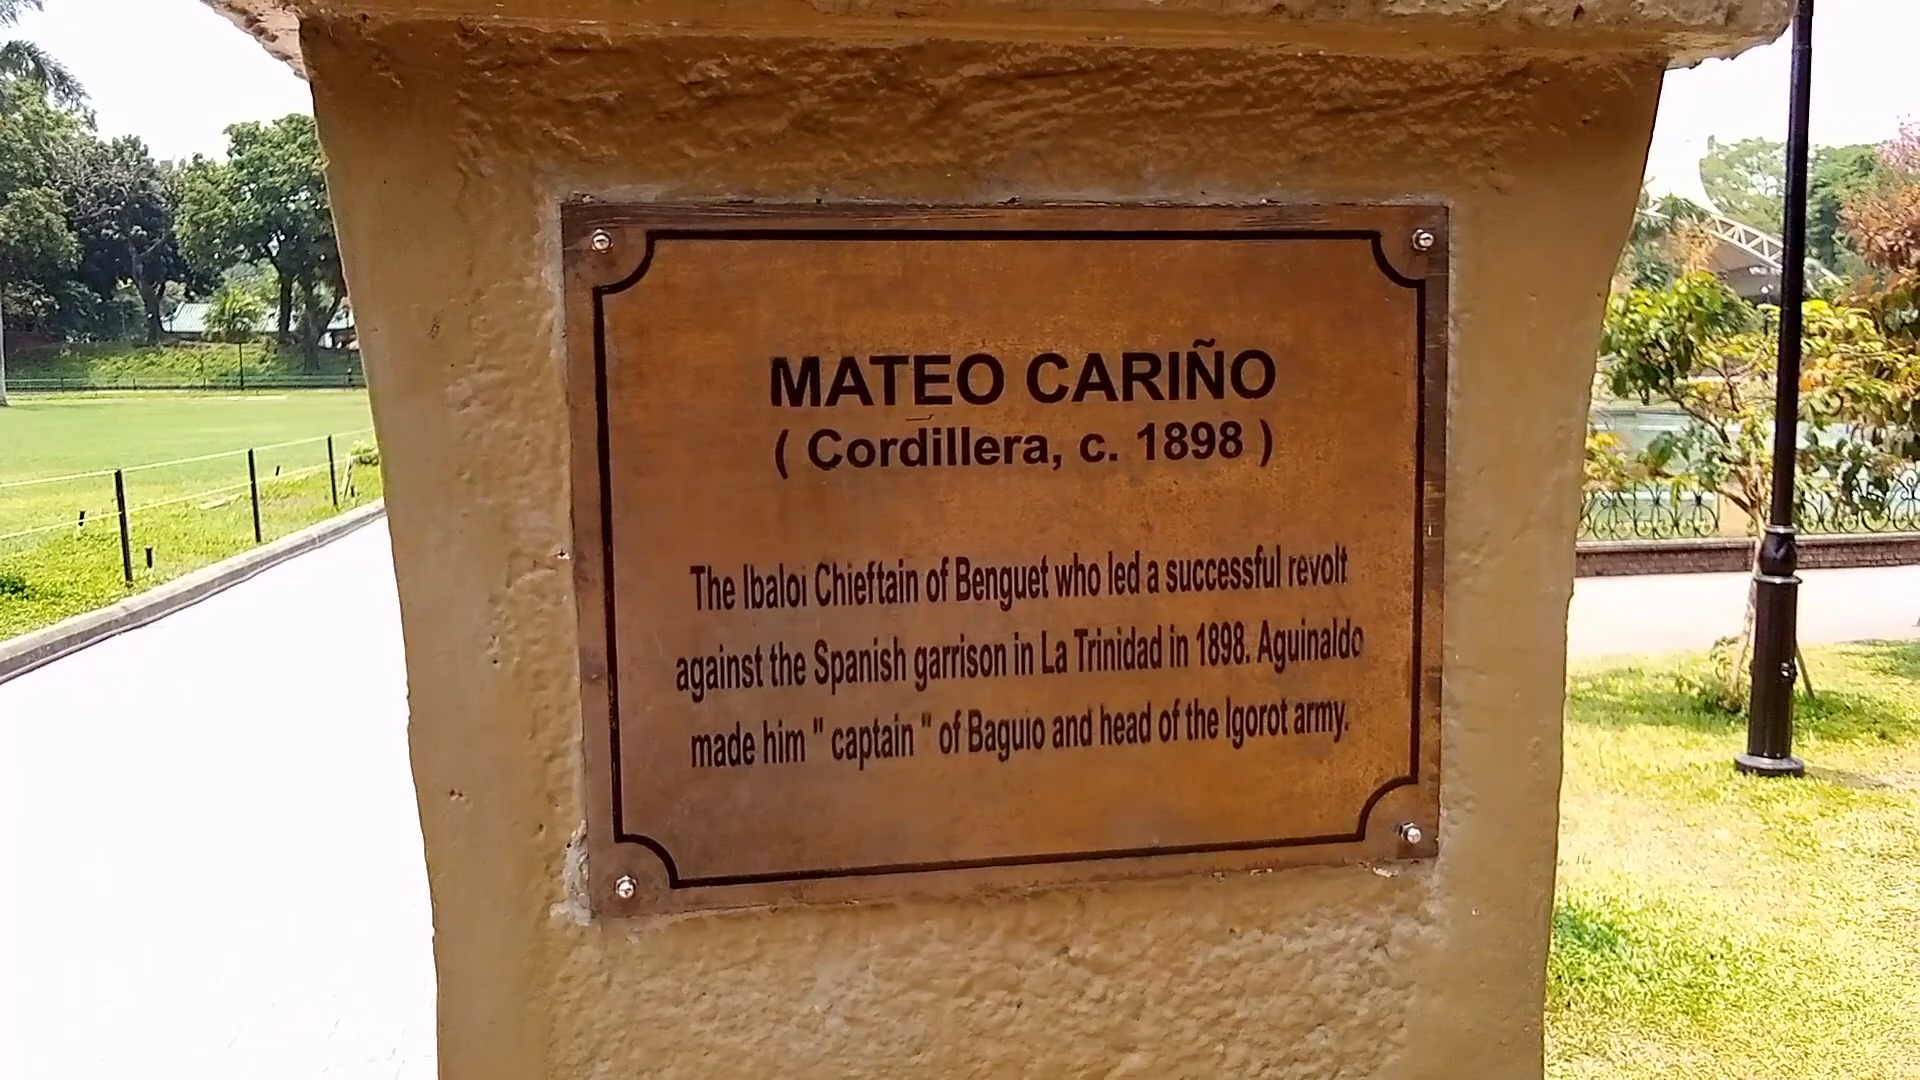 MATEO CARIÑO
( Cordillera, c. 1898 )
The Ibaloi Chieftain of Benguet who led a successful revolt
against the Spanish garrison in La Trinidad in 1898. Aguinaldo
made him " captain " of Baguio and head of the Igorot army.